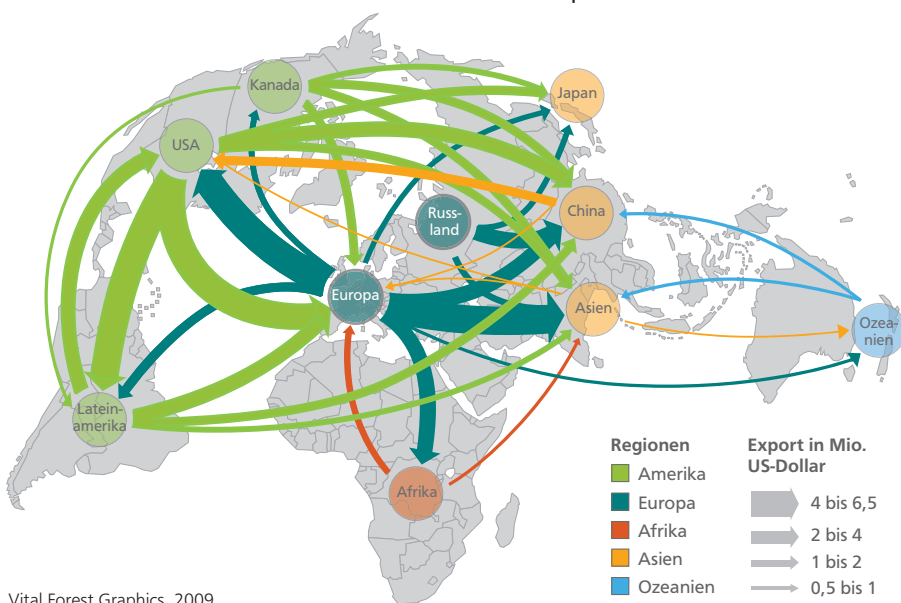 Kanada
Japan
USA
China
Russ-
land
Europa
Asien
Ozea-
nien
Latein-
amerika
Afrika
Regionen
Amerika
Europa
Afrika
Asien
Ozeanien
Export in Mio.
US-Dollar
4 bis 6,5
2 bis 4
1 bis 2
0,5 bis 1
Vital Forest Graphics, 2009